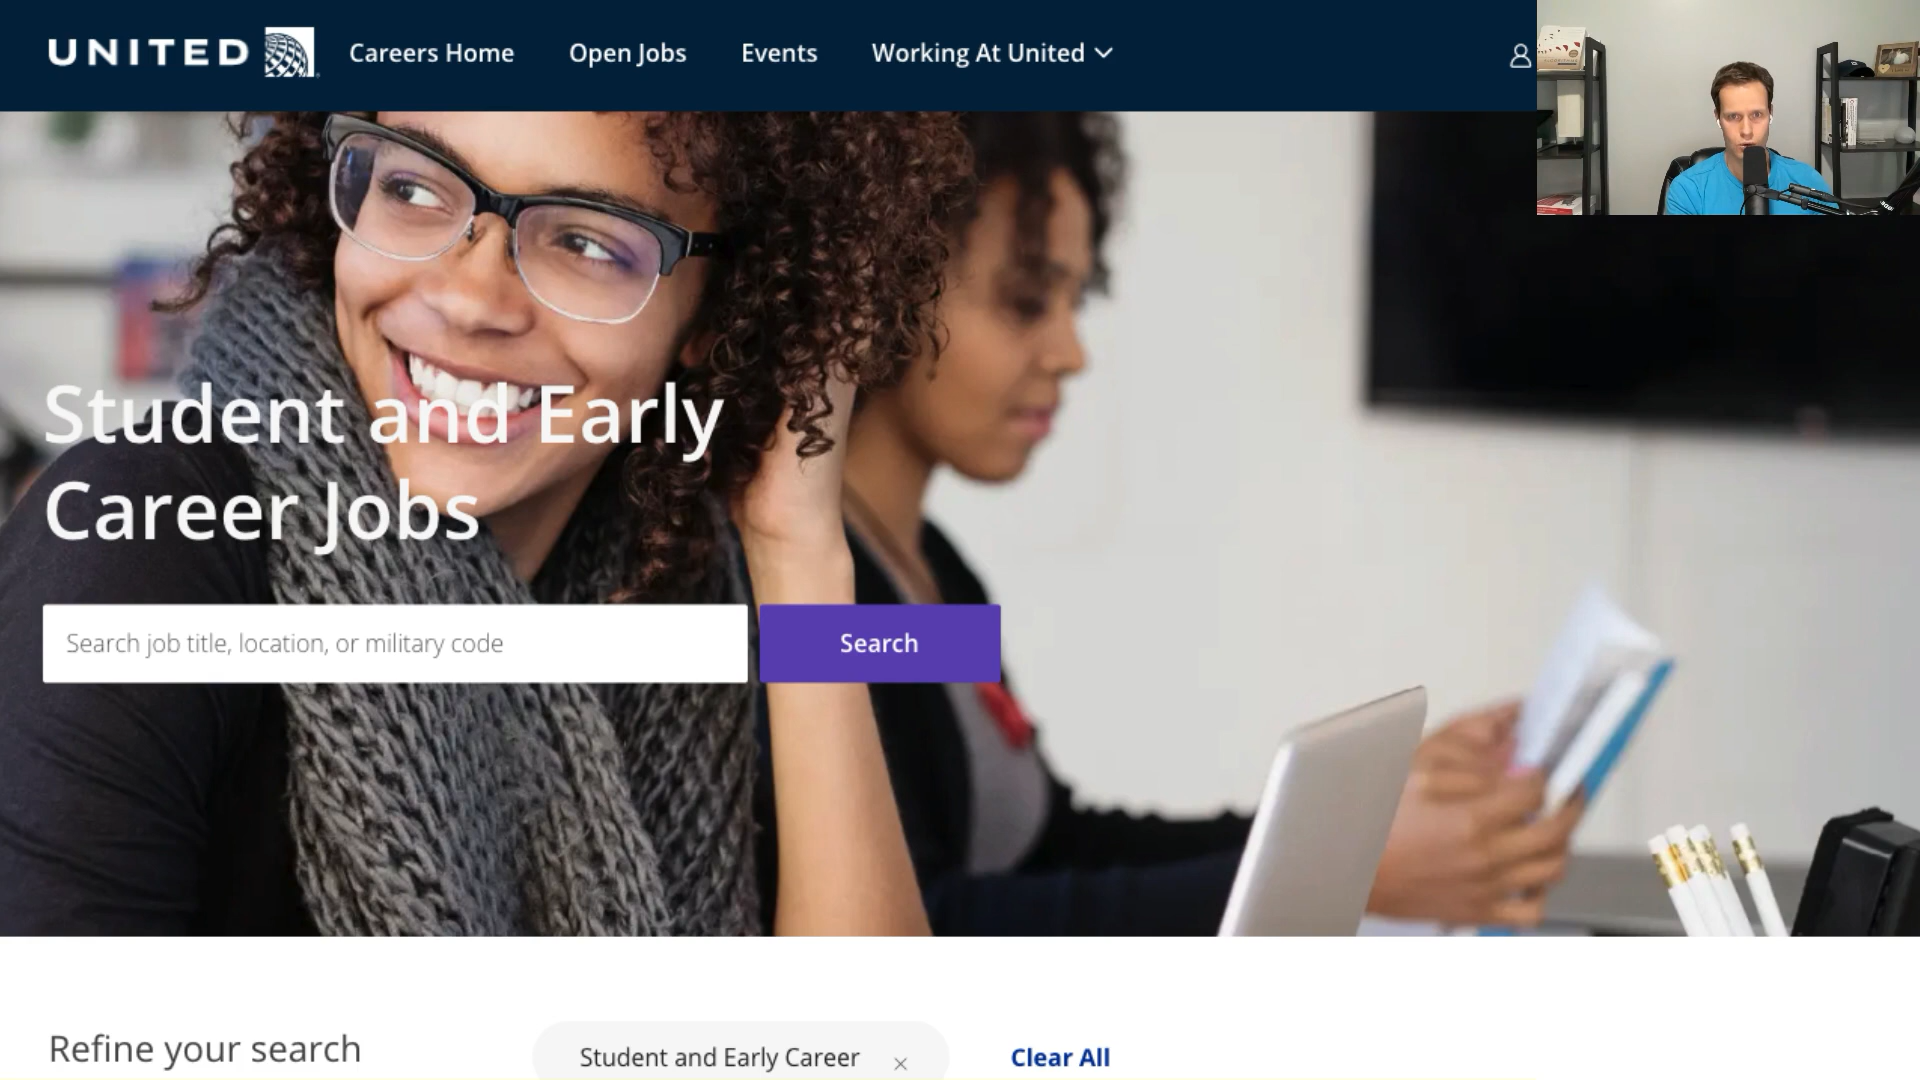 UNITED
Careers Home
Open Jobs
Events
Working At United
Student and Early
Career Jobs
Search job title, location, or military code
Search
Refine your search
Student and Early Career
Clear All